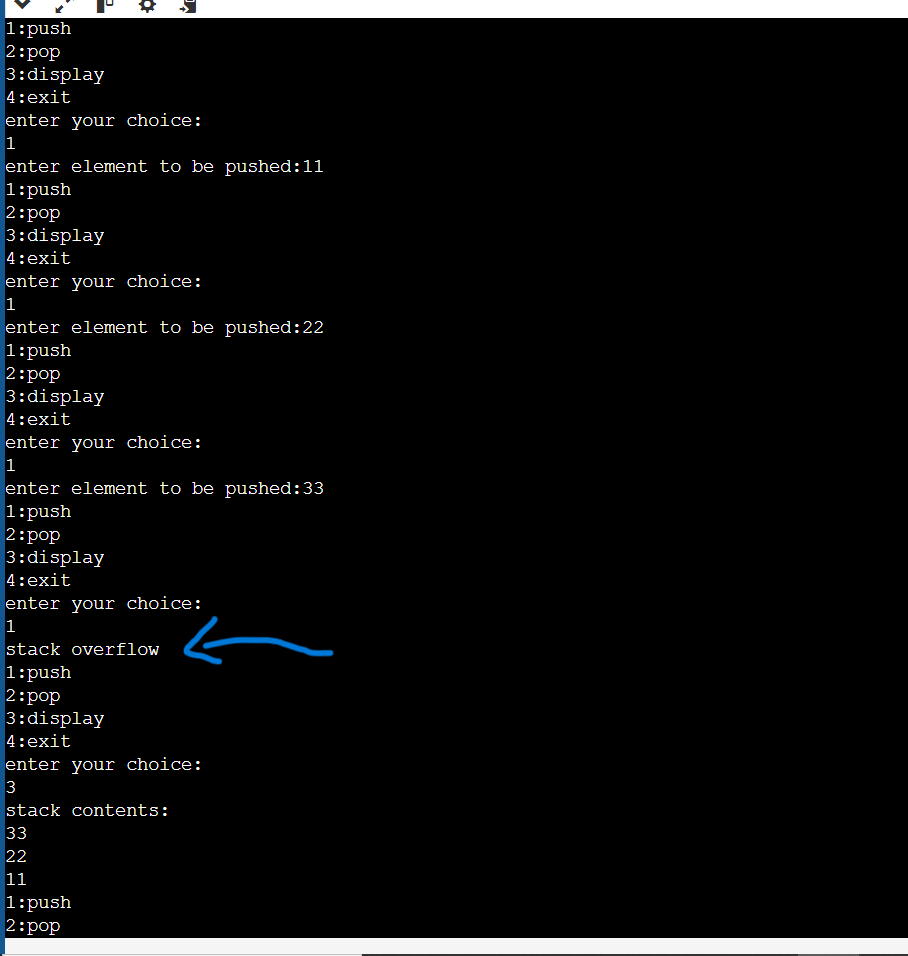 1:push
2:pop
3:display
4:exit
enter your choice:
1
enter element to be pushed:11
1:push
2:pop
3:display
4:exit
enter your choice:
1
enter element to be pushed:22
1:push
2:pop
3:display
4:exit
enter your choice:
1
enter element to be pushed:33
1:push
2:pop
3:display
4:exit
enter your choice:
1
stack overflow
1:push
2:pop
3:display
4:exit
enter your choice:
3
stack contents:
33
22
11
1:push
2:pop